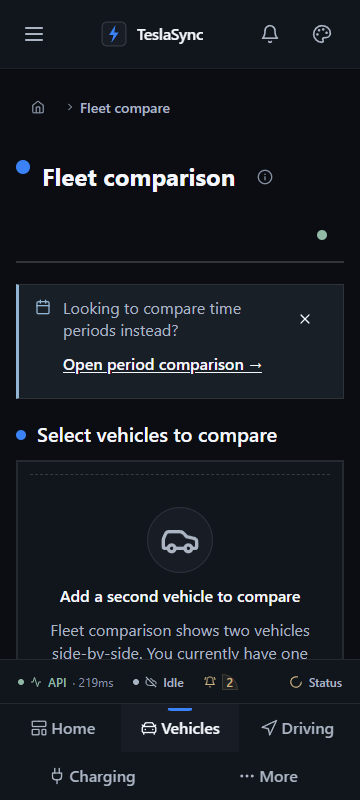 TeslaSync
Fleet compare
Fleet comparison
Looking to compare time
periods instead?
Open period comparison →
Select vehicles to compare
Add a second vehicle to compare
Fleet comparison shows two vehicles
side-by-side. You currently have one
API · 219ms
Idle
2
Status
Home
Vehicles
Driving
Charging
More